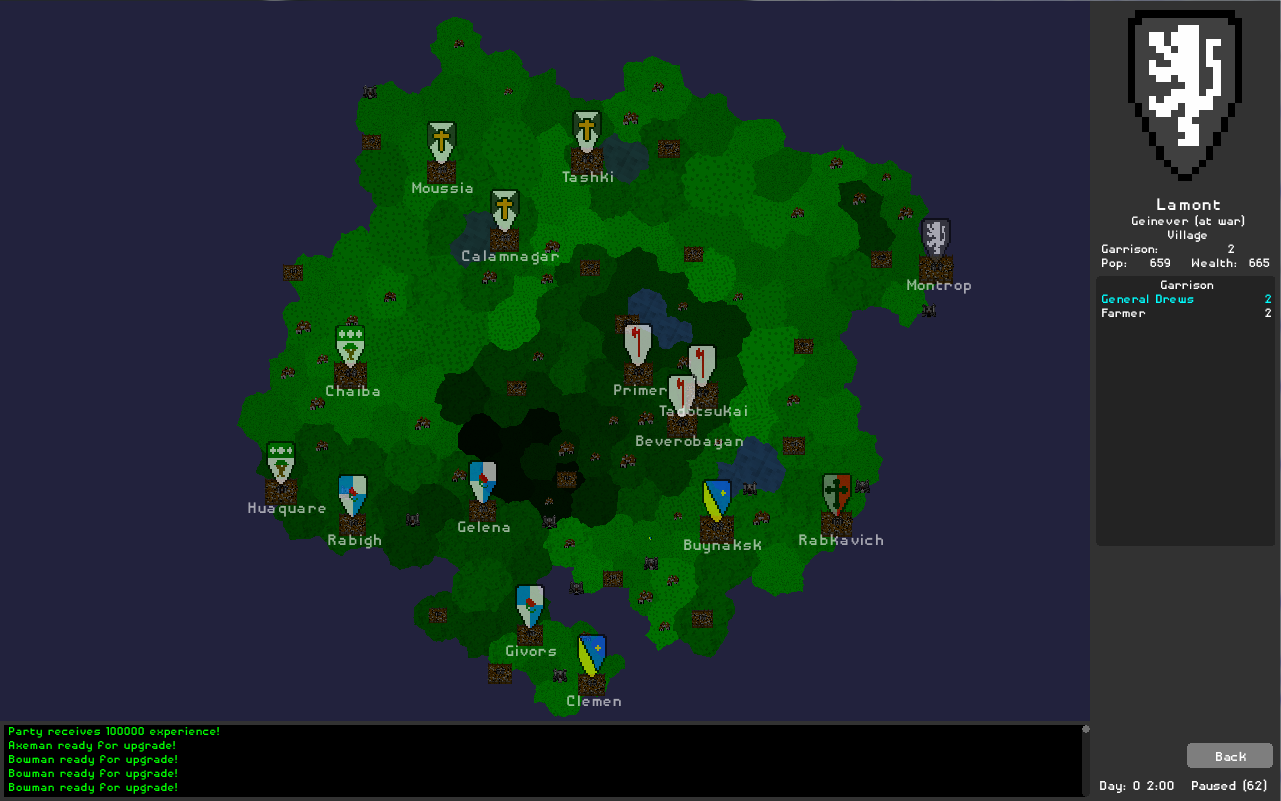 Moussia
Tashki
Calamnagar
Montrop
Chaiba
Primer
Tadotsukai
Beverobayan
Huaquare
Rabigh
Gelena
Buynaksk
Rabkavich
Givors
Clemen
Lamont
Geinever (at war)
Village
Garrison: 2
Pop: 659 Wealth: 665
Garrison
General Drews 2
Farmer 2
Back
Day: 0 2:00 Paused (62)
Party receives 100000 experience!
Axeman ready for upgrade!
Bowman ready for upgrade!
Bowman ready for upgrade!
Bowman ready for upgrade!